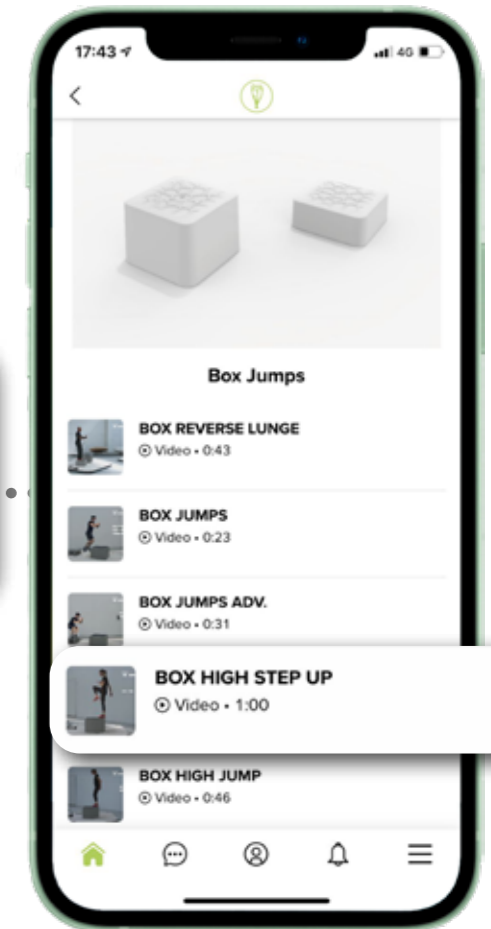 17:43
4G
Box Jumps
BOX REVERSE LUNGE
Video • 0:43
BOX JUMPS
Video • 0:23
BOX JUMPS ADV.
Video • 0:31
BOX HIGH STEP UP
Video • 1:00
BOX HIGH JUMP
Video • 0:46